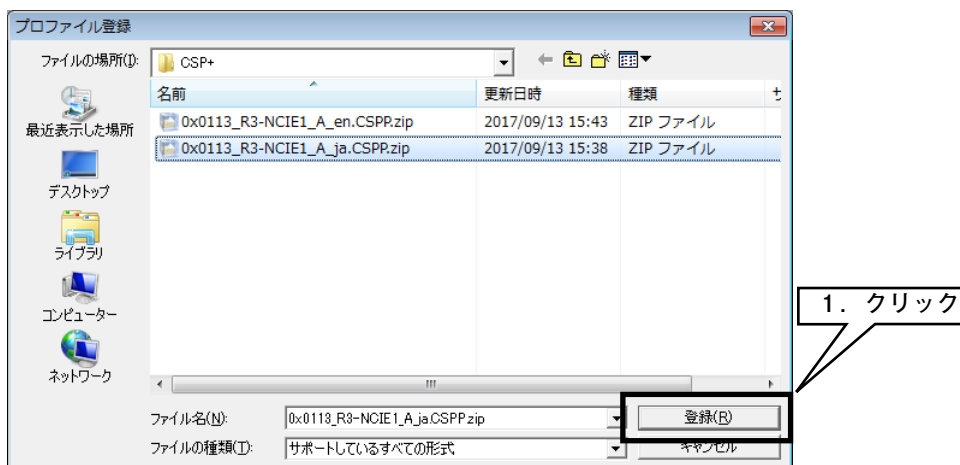 プロファイル登録
ファイルの場所(I):
CSP+
名前 更新日時 種類 サ
0x0113_R3-NCIE1_A_en.CSPP.zip 2017/09/13 15:43 ZIP ファイル
0x0113_R3-NCIE1_A_ja.CSPP.zip 2017/09/13 15:38 ZIP ファイル
最近表示した場所
デスクトップ
ライブラリ
コンピューター
ネットワーク
1. クリック
ファイル名(N): 0x0113_R3-NCIE1_A_ja.CSPP.zip 登録(R)
ファイルの種類(T): サポートしているすべての形式 キャンセル